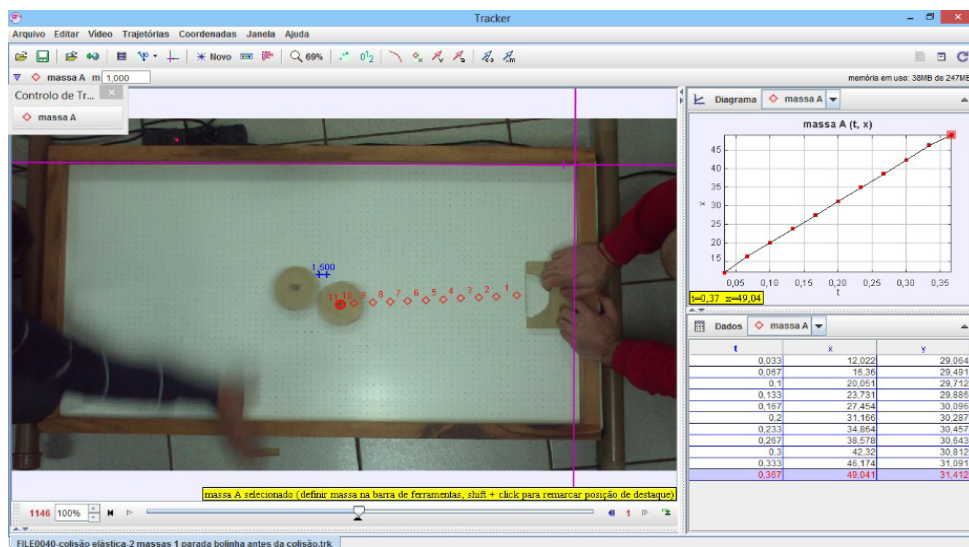 Tracker
Arquivo Editar Video Trajetórias Coordenadas Janela Ajuda
Novo 69%
massa A m 1,000
memória em uso: 38MB de 247MB
Controlo de Tr...
massa A
Diagrama massa A
massa A (t, x)
45
40
35
30
25
20
15
x
0,05 0,10 0,15 0,20 0,25 0,30 0,35
t
t=0,37 x=49,04
1,500
11 10 9 8 7 6 5 4 3 2 1
Dados massa A
t x y
0,033 12,022 29,064
0,067 16,36 29,491
0,1 20,051 29,712
0,133 23,731 29,886
0,167 27,454 30,095
0,2 31,166 30,287
0,233 34,864 30,457
0,267 38,578 30,643
0,3 42,32 30,812
0,333 46,174 31,091
0,367 49,041 31,412
massa A selecionado (definir massa na barra de ferramentas, shift + click para remarcar posição de destaque)
1146 100% 1
FILE0040-colisão elàstica-2 massas 1 parada bolinha antes da colisão.trk